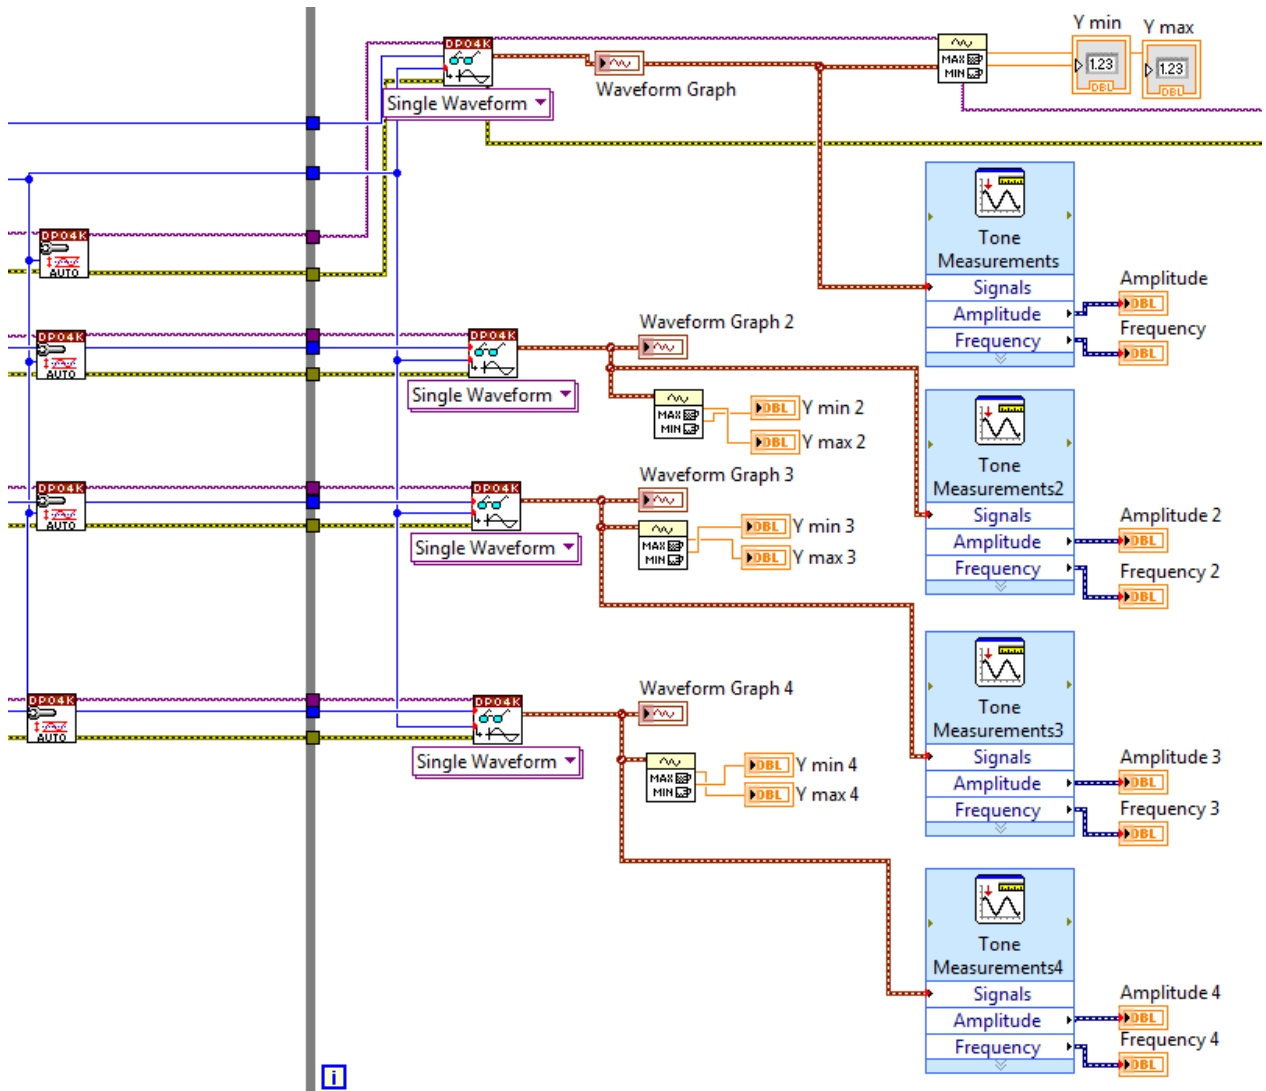 Y min
Y max
DPO4K
MAX
MIN
1.23
DBL
1.23
DBL
Single Waveform
Waveform Graph
DPO4K
AUTO
Tone
Measurements
Signals
Amplitude
Frequency
Amplitude
DBL
Frequency
DBL
DPO4K
AUTO
DPO4K
Single Waveform
Waveform Graph 2
MAX
MIN
DBL
Y min 2
DBL
Y max 2
Tone
Measurements2
Signals
Amplitude
Frequency
Amplitude 2
DBL
Frequency 2
DBL
DPO4K
AUTO
DPO4K
Single Waveform
Waveform Graph 3
MAX
MIN
DBL
Y min 3
DBL
Y max 3
Tone
Measurements3
Signals
Amplitude
Frequency
Amplitude 3
DBL
Frequency 3
DBL
DPO4K
AUTO
DPO4K
Single Waveform
Waveform Graph 4
MAX
MIN
DBL
Y min 4
DBL
Y max 4
Tone
Measurements4
Signals
Amplitude
Frequency
Amplitude 4
DBL
Frequency 4
DBL
i